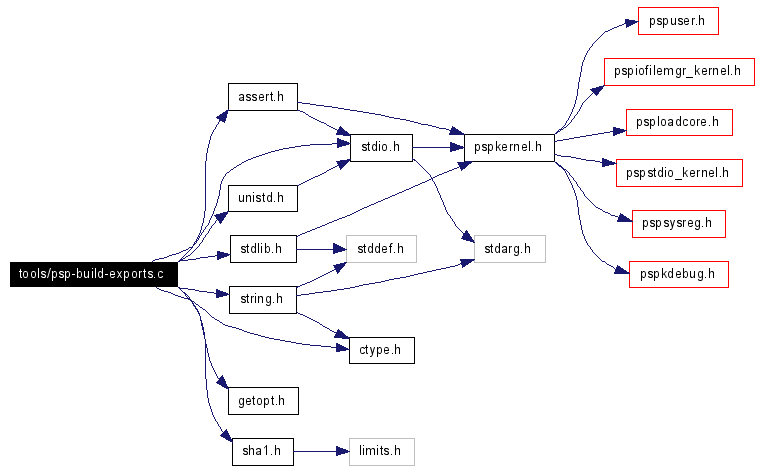 pspuser.h
pspiofilemgr_kernel.h
assert.h
psploadcore.h
stdio.h
pspkernel.h
pspstdio_kernel.h
unistd.h
pspsysreg.h
stdlib.h
stddef.h
stdarg.h
tools/psp-build-exports.c
pspkdebug.h
string.h
ctype.h
getopt.h
sha1.h
limits.h